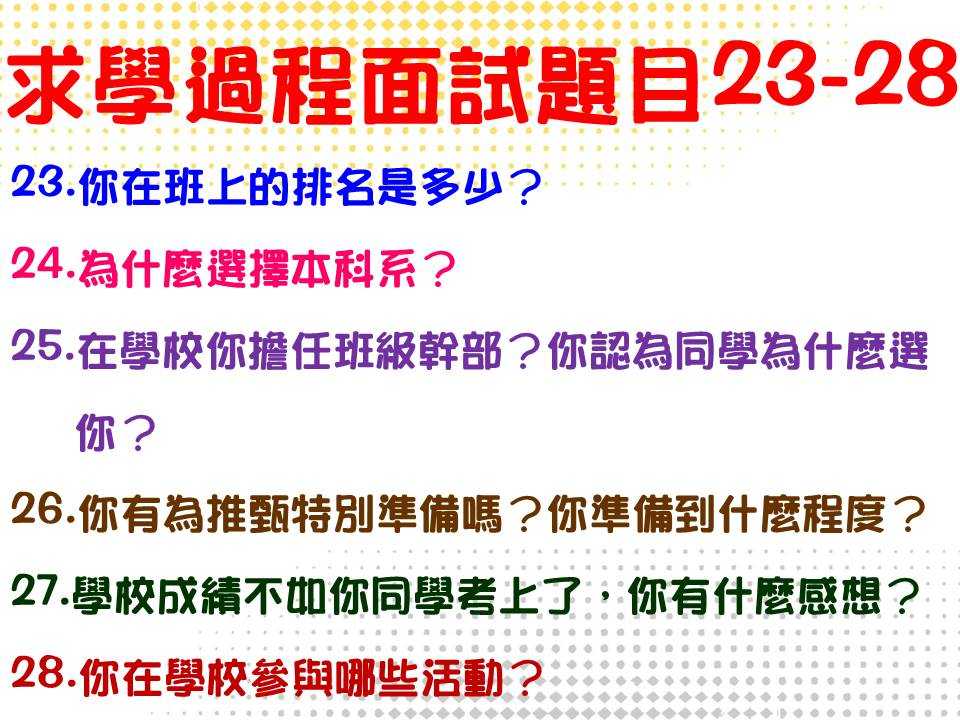 求學過程面試題目23-28
23.你在班上的排名是多少？
24.為什麼選擇本科系？
25.在學校你擔任班級幹部？你認為同學為什麼選
你？
26.你有為推甄特別準備嗎？你準備到什麼程度？
27.學校成績不如你同學考上了，你有什麼感想？
28.你在學校參與哪些活動？